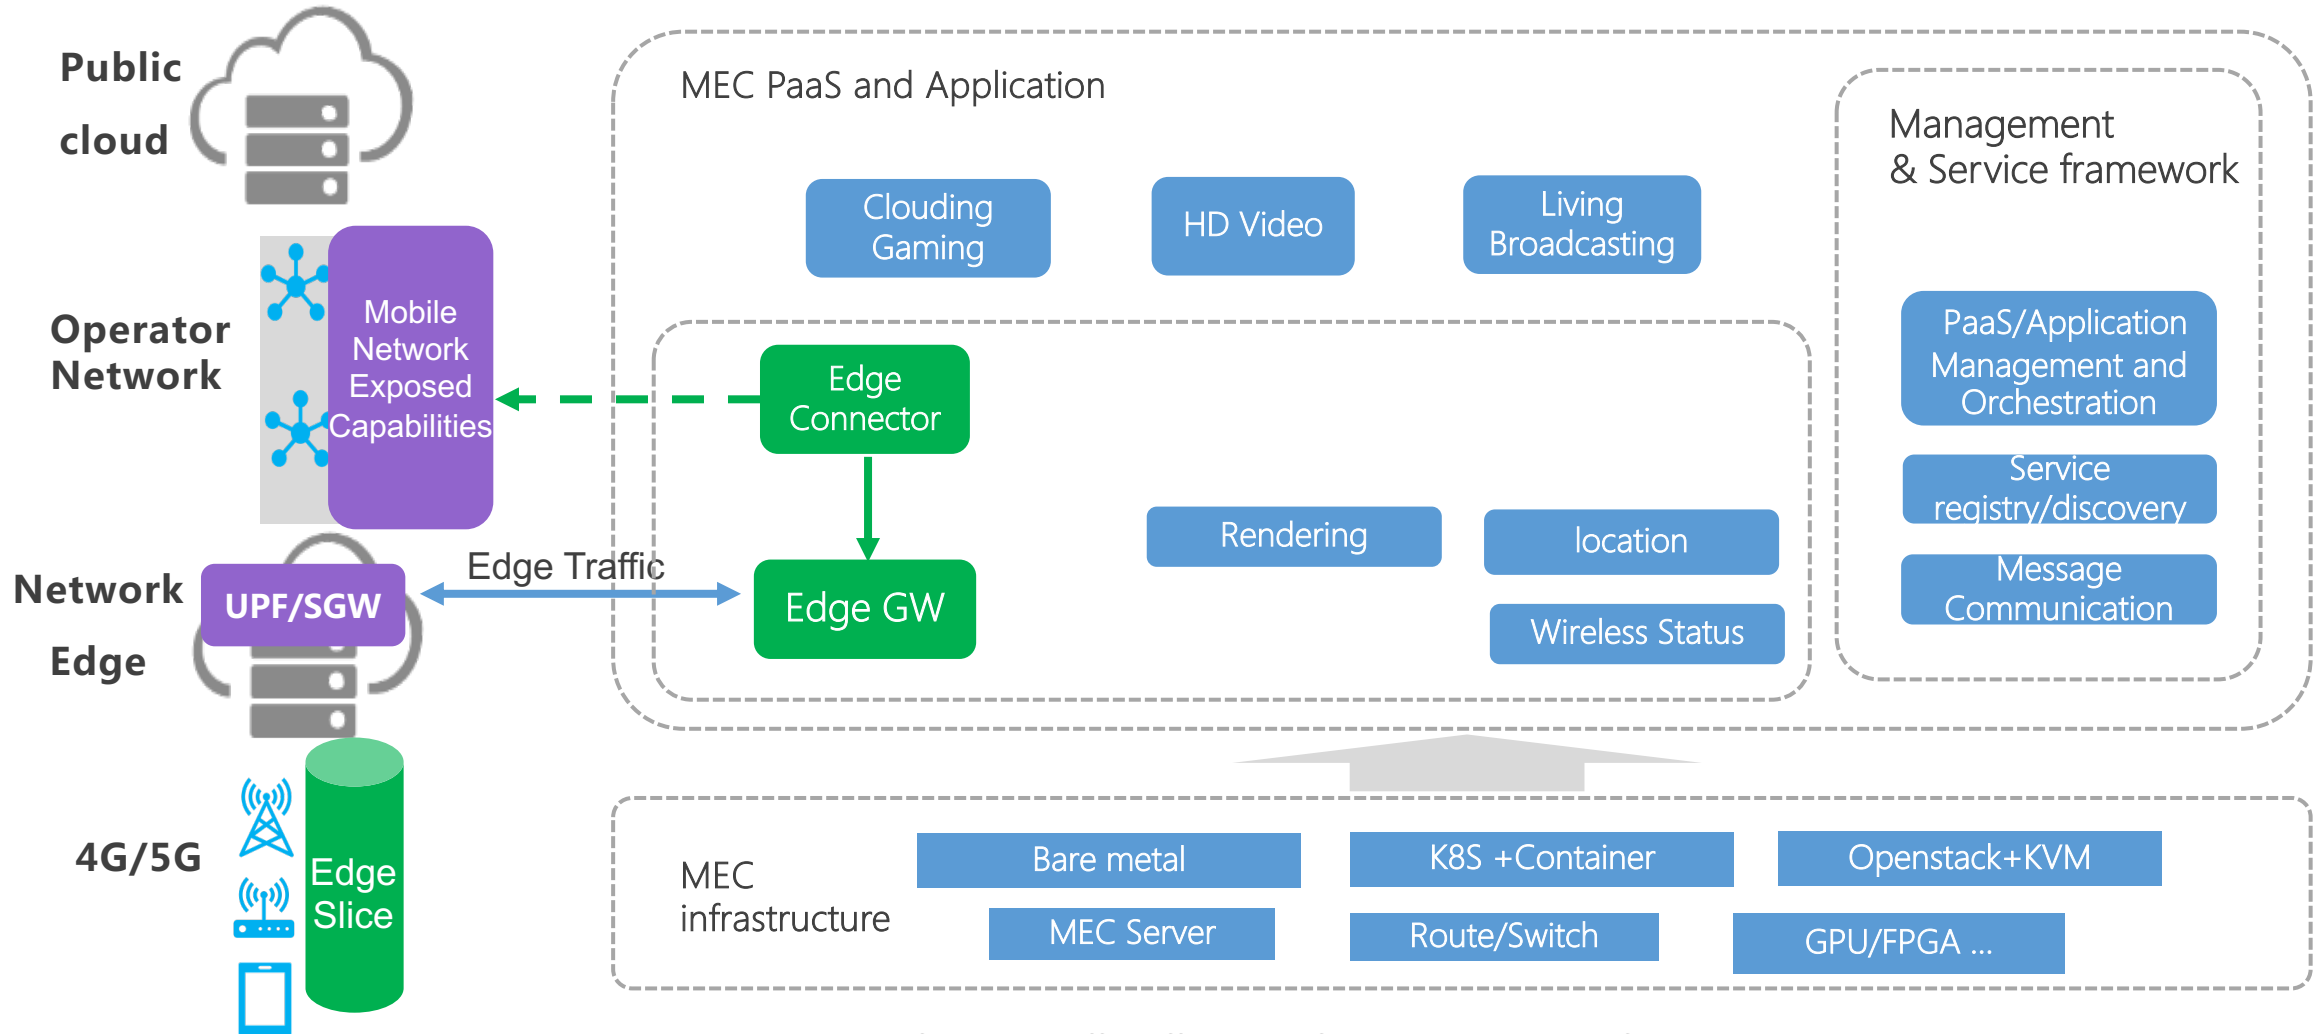 Public
cloud
Operator
Network
Mobile
Network
Exposed
Capabilities
Network
Edge
UPF/SGW
Edge Traffic
4G/5G
Edge
Slice
MEC PaaS and Application
Clouding
Gaming
HD Video
Living
Broadcasting
Edge
Connector
Edge GW
Rendering
location
Wireless Status
Management
& Service framework
PaaS/Application
Management and
Orchestration
Service
registry/discovery
Message
Communication
MEC
infrastructure
Bare metal
K8S +Container
Openstack+KVM
MEC Server
Route/Switch
GPU/FPGA ...